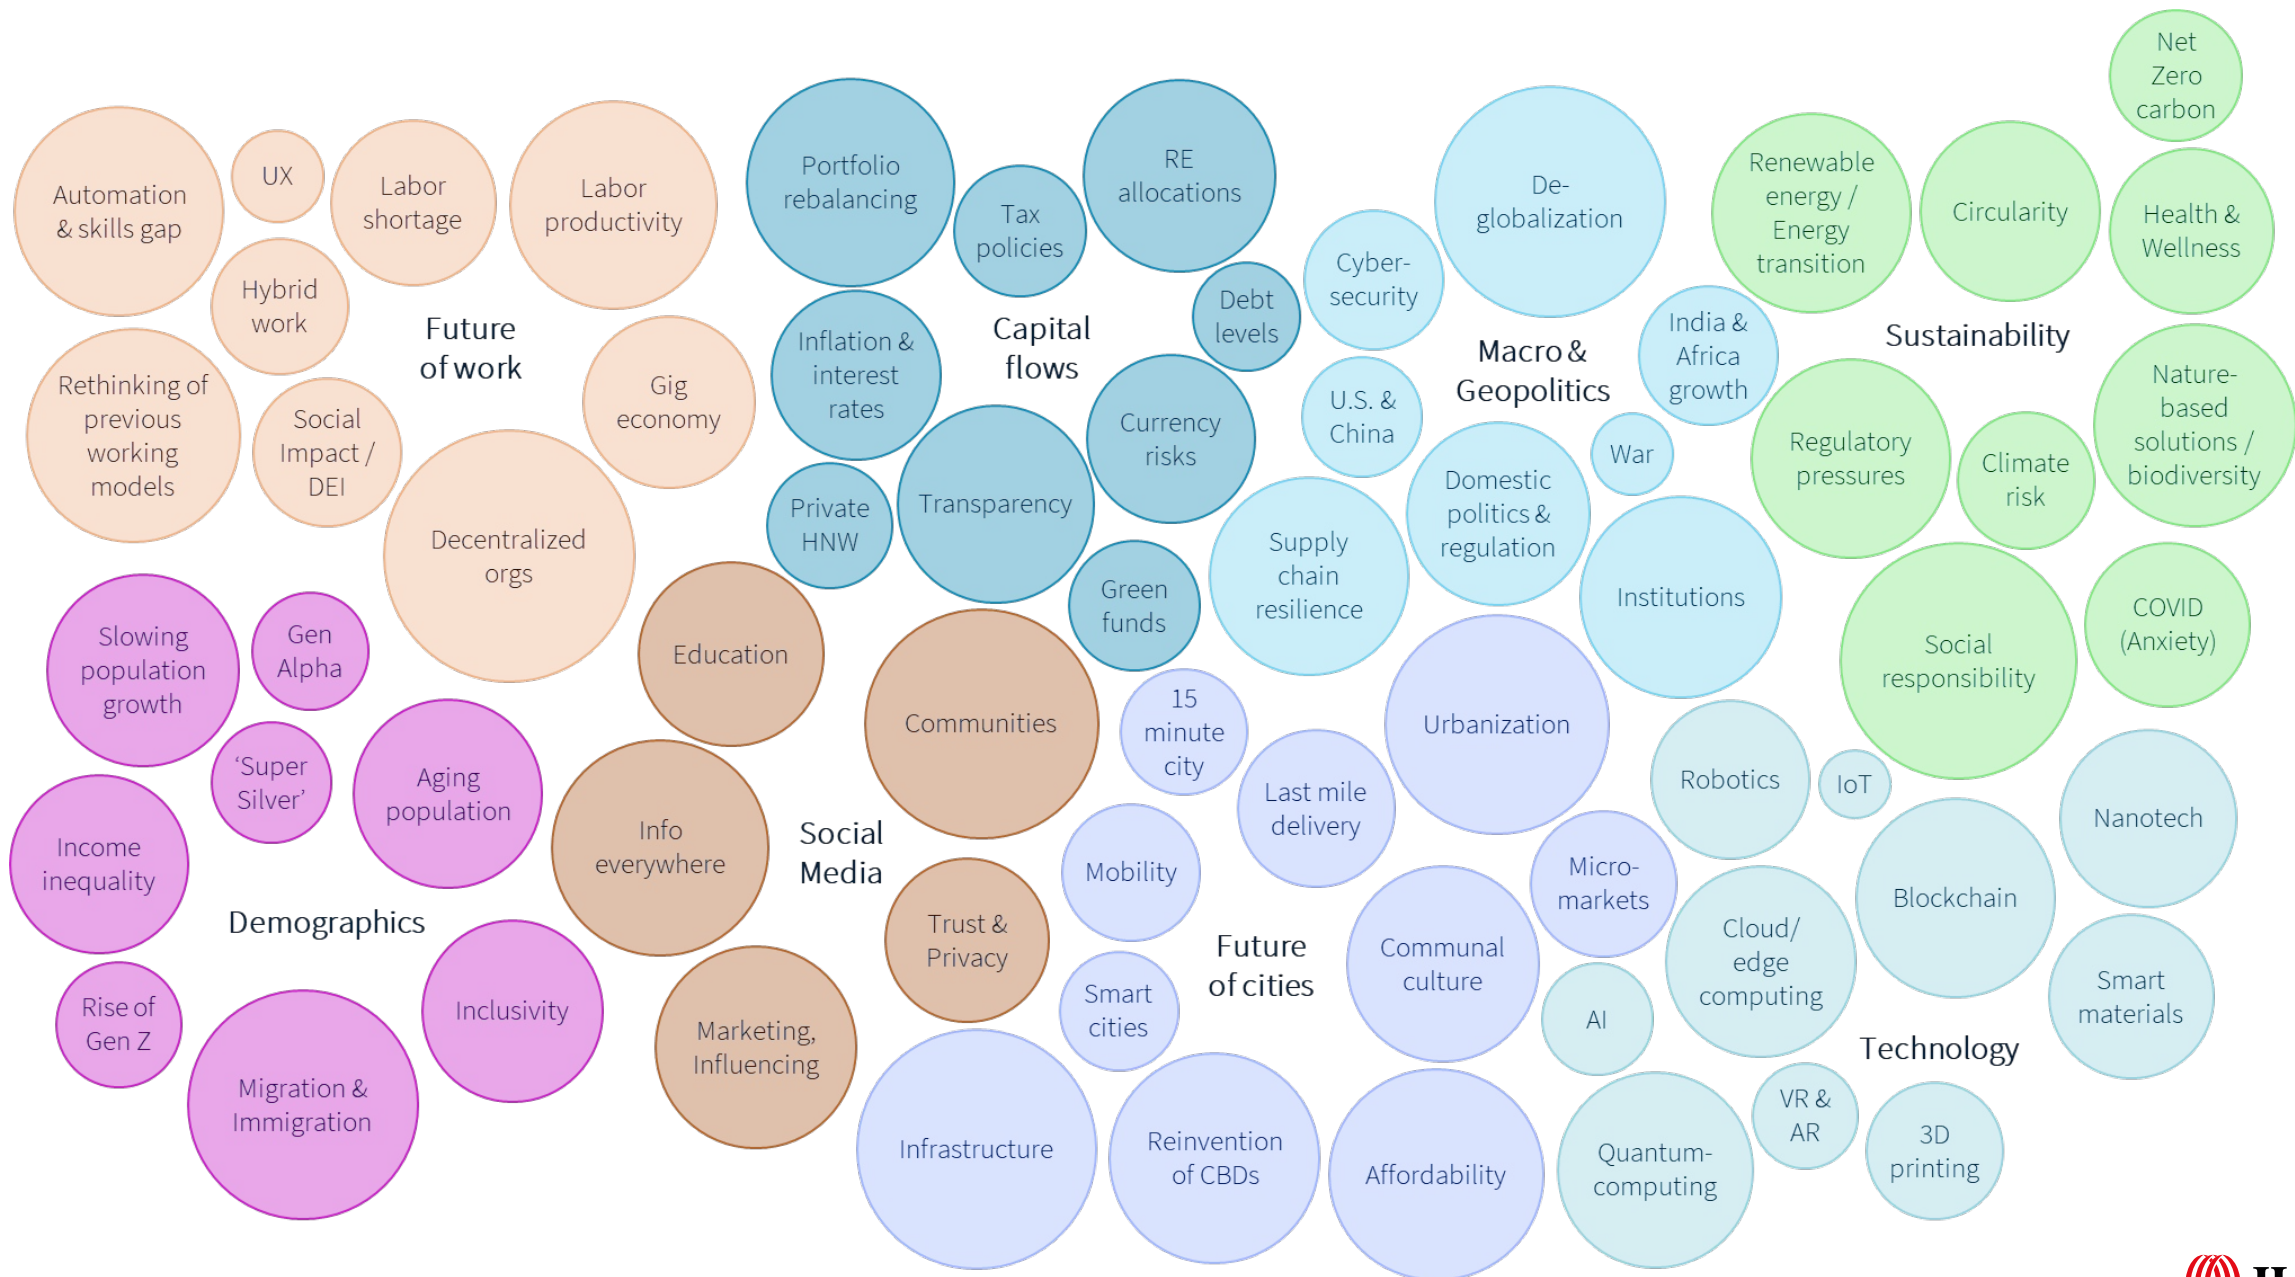 Automation
& skills gap
UX
Labor
shortage
Labor
productivity
Hybrid
work
Future
of work
Rethinking of
previous
working
models
Social
Impact /
DEI
Gig
economy
Decentralized
orgs
Portfolio
rebalancing
Tax
policies
RE
allocations
Inflation &
interest
rates
Capital
flows
Debt
levels
Currency
risks
Private
HNW
Transparency
Green
funds
De-
globalization
Cyber-
security
Macro &
Geopolitics
India &
Africa
growth
U.S. &
China
War
Domestic
politics &
regulation
Supply
chain
resilience
Institutions
Net
Zero
carbon
Renewable
energy /
Energy
transition
Circularity
Health &
Wellness
Sustainability
Nature-
based
solutions /
biodiversity
Regulatory
pressures
Climate
risk
Social
responsibility
COVID
(Anxiety)
Slowing
population
growth
Gen
Alpha
‘Super
Silver’
Aging
population
Income
inequality
Demographics
Rise of
Gen Z
Migration &
Immigration
Inclusivity
Education
Communities
Info
everywhere
Social
Media
Trust &
Privacy
Marketing,
Influencing
15
minute
city
Urbanization
Last mile
delivery
Mobility
Micro-
markets
Future
of cities
Communal
culture
Smart
cities
Infrastructure
Reinvention
of CBDs
Affordability
Robotics
IoT
Nanotech
Blockchain
Cloud/
edge
computing
Smart
materials
AI
Technology
VR &
AR
3D
printing
Quantum-
computing